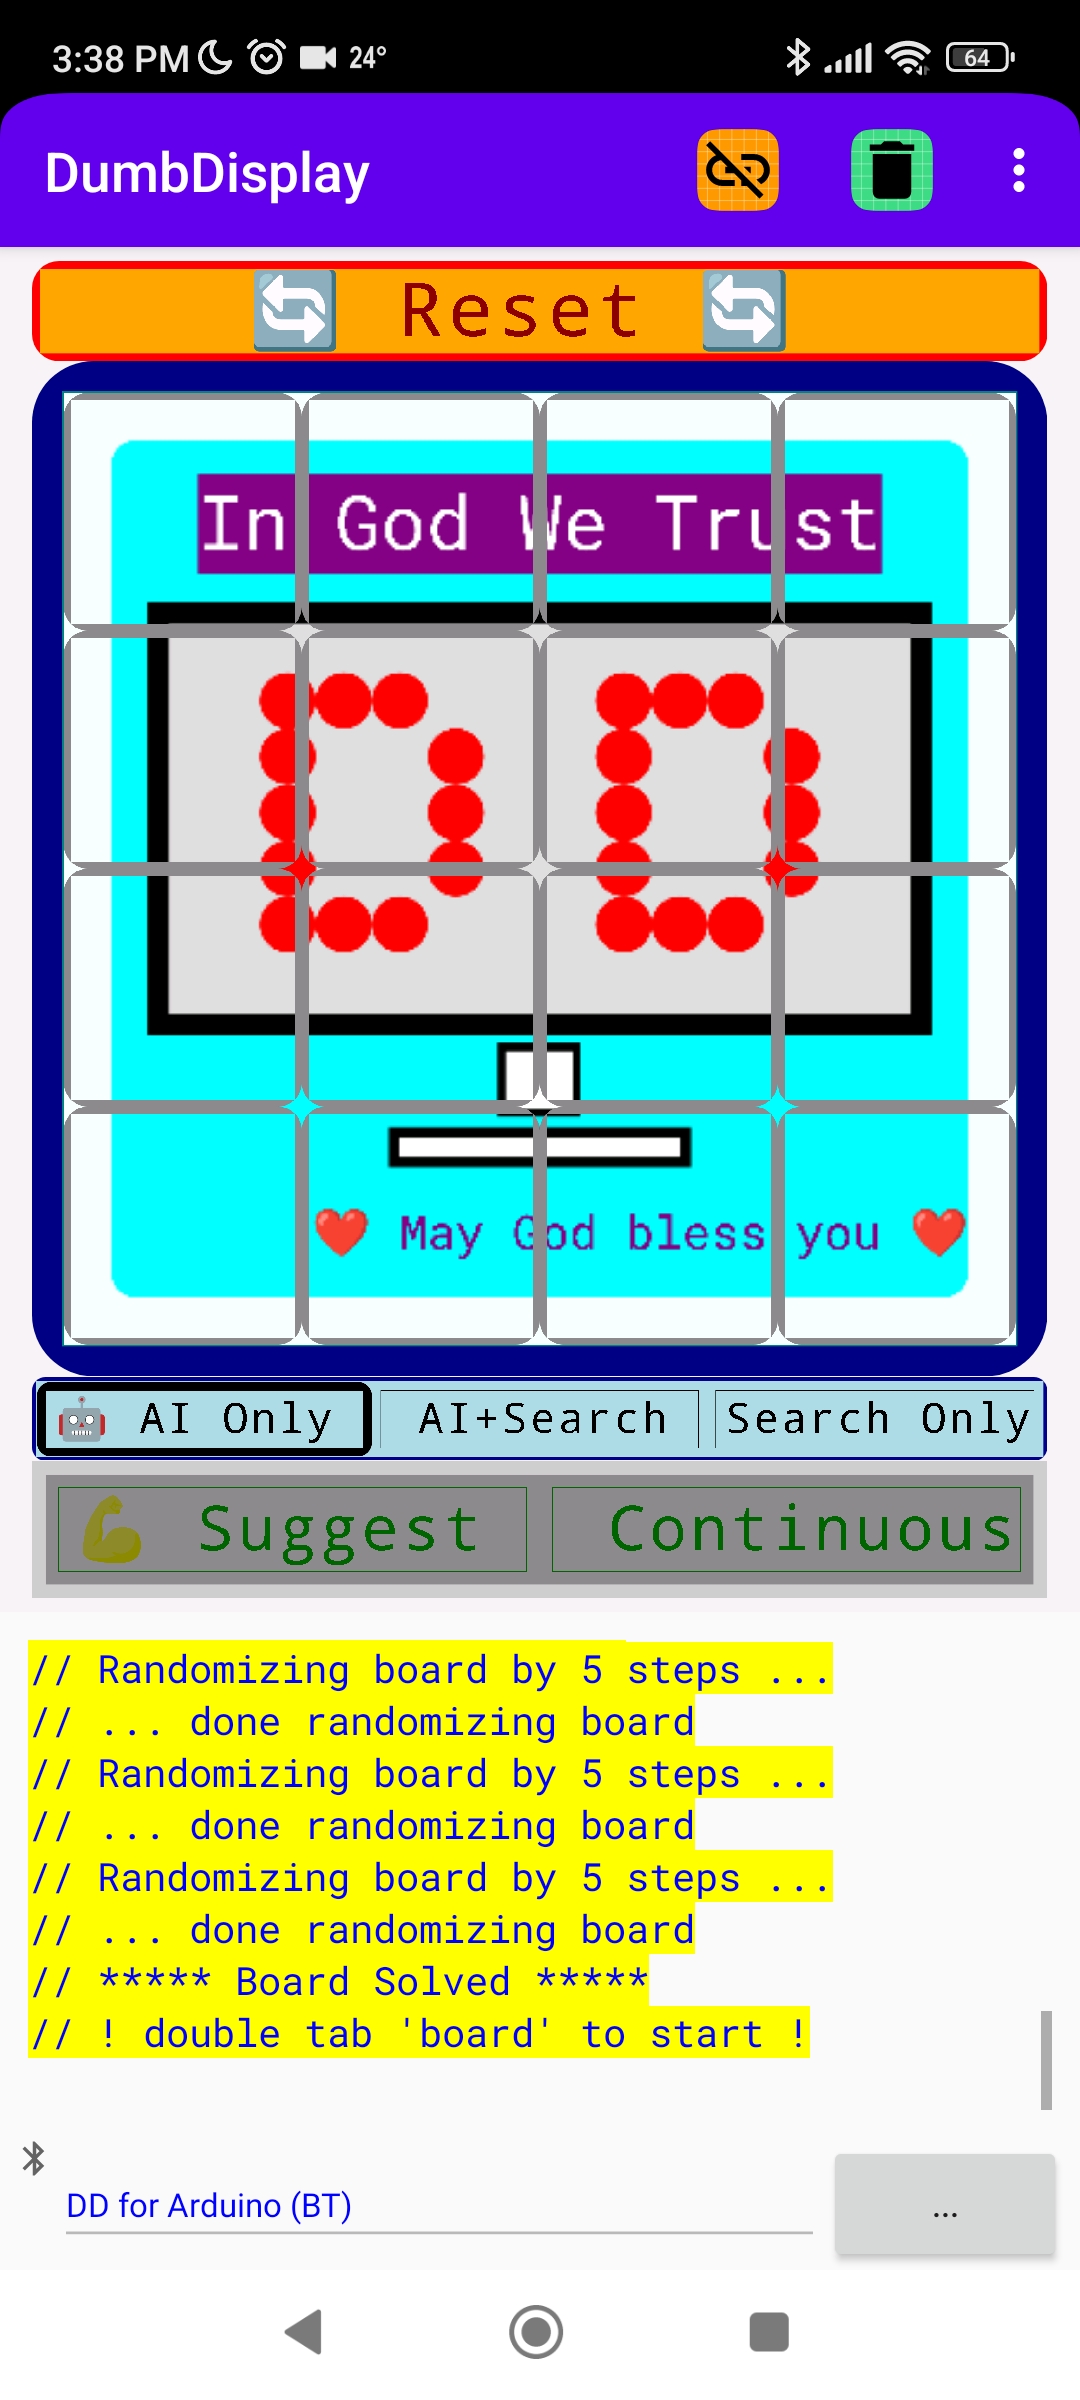 3:38 PM 24° 64
DumbDisplay
Reset
In God We Trust
❤️ May God bless you ❤️
AI Only AI+Search Search Only
Suggest Continuous
// Randomizing board by 5 steps ...
// ... done randomizing board
// Randomizing board by 5 steps ...
// ... done randomizing board
// Randomizing board by 5 steps ...
// ... done randomizing board
// ***** Board Solved *****
// ! double tab 'board' to start !
DD for Arduino (BT)
...